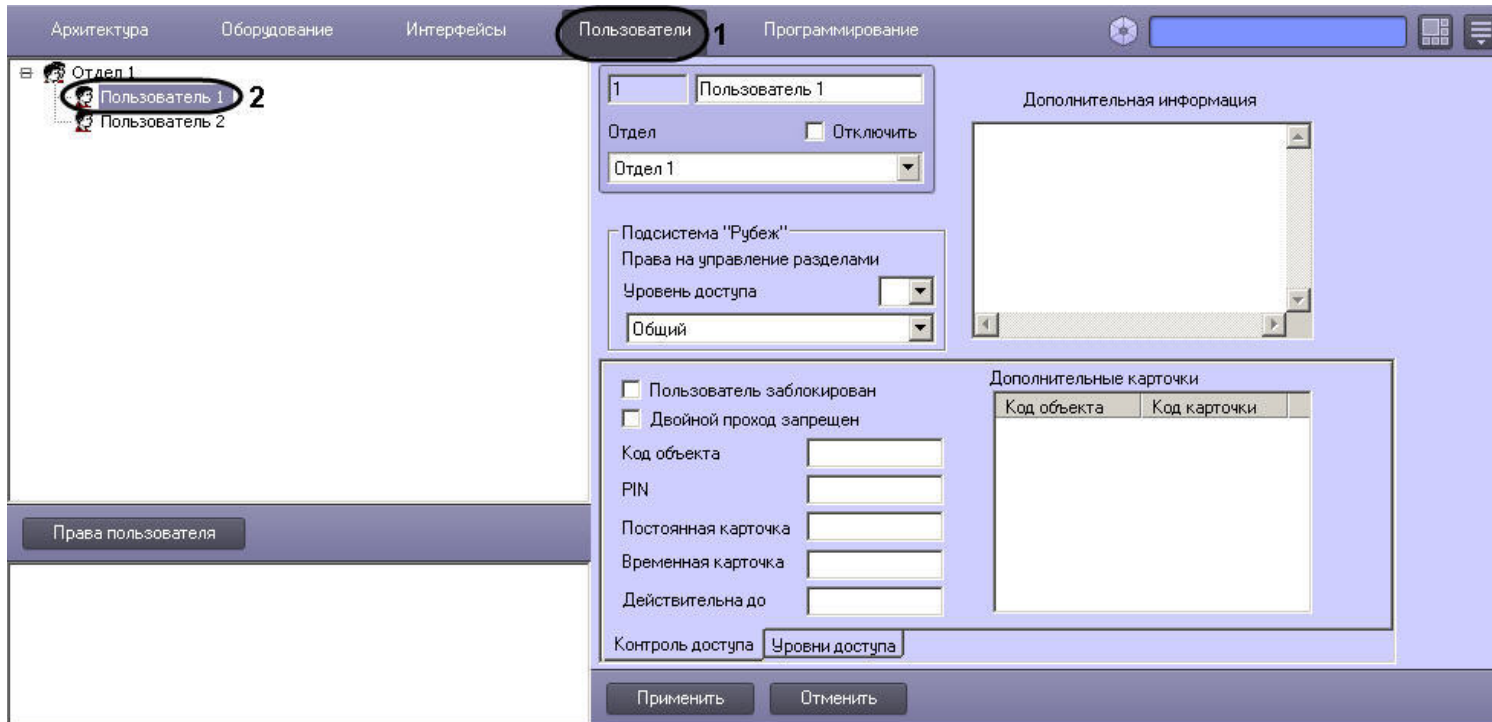 Архитектура Оборудование Интерфейсы Пользователи 1 Программирование
Отдел 1
Пользователь 1 2
Пользователь 2
1 Пользователь 1
Отдел Отключить
Отдел 1
Дополнительная информация
Подсистема "Рубеж"
Права на управление разделами
Уровень доступа
Общий
Пользователь заблокирован
Двойной проход запрещен
Код объекта
PIN
Постоянная карточка
Временная карточка
Действительна до
Дополнительные карточки
Код объекта Код карточки
Контроль доступа Уровни доступа
Права пользователя
Применить Отменить